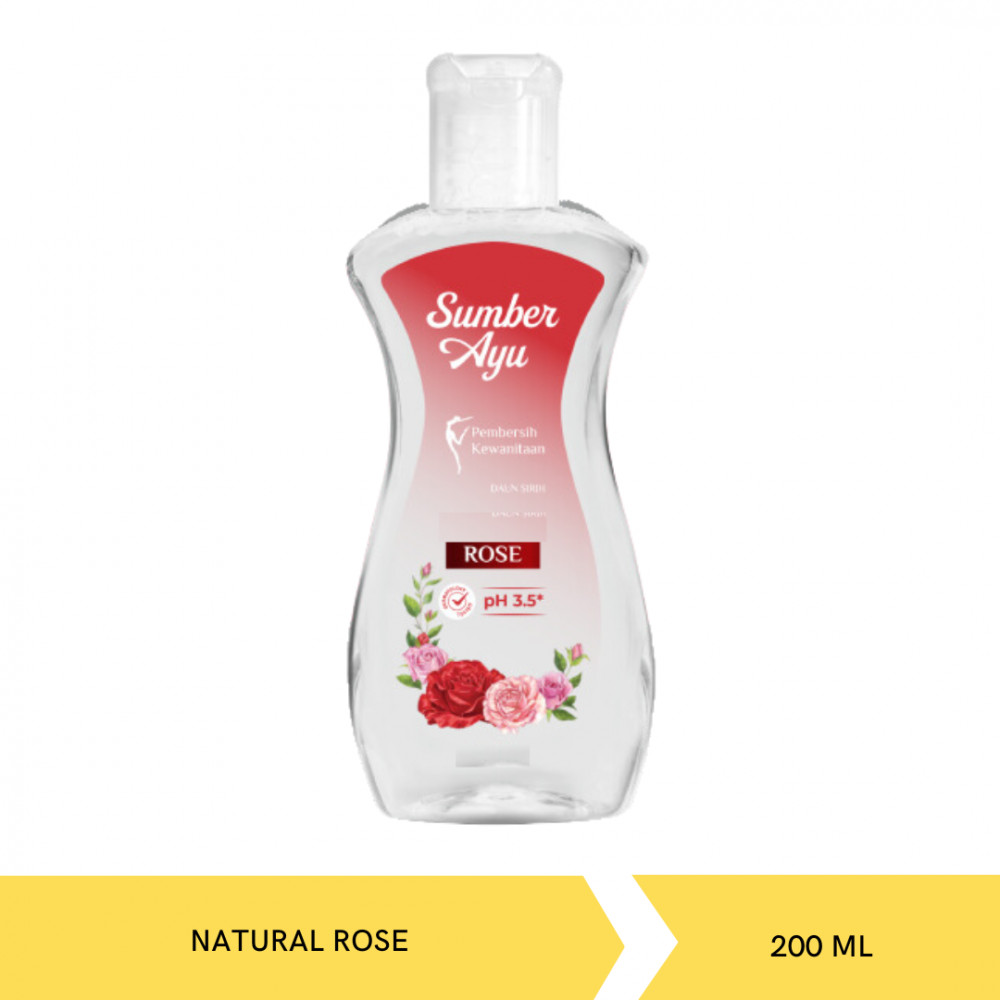 Sumber
Ayu
Pembersih
Kewanitaan
DAUN SIRIH
ROSE
pH 3.5*
NATURAL ROSE
200 ML